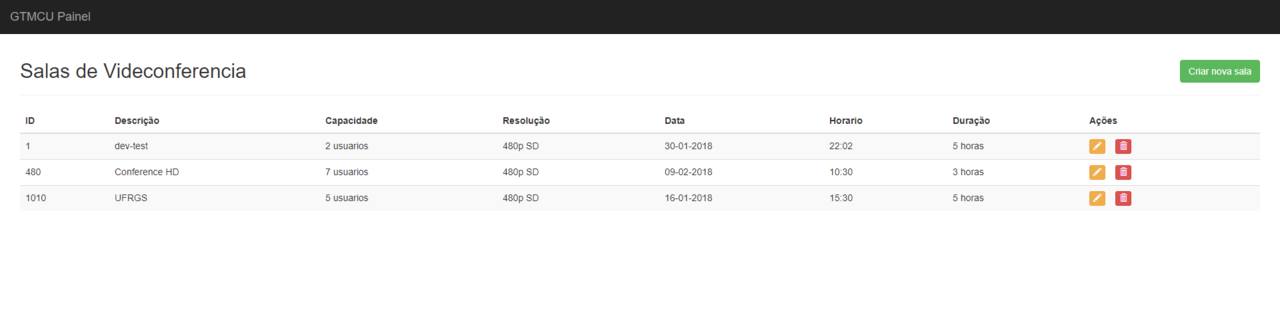 GTMCU Painel
Salas de Videconferencia
Criar nova sala
ID Descrição Capacidade Resolução Data Horario Duração Ações
1 dev-test 2 usuarios 480p SD 30-01-2018 22:02 5 horas
480 Conference HD 7 usuarios 480p SD 09-02-2018 10:30 3 horas
1010 UFRGS 5 usuarios 480p SD 16-01-2018 15:30 5 horas